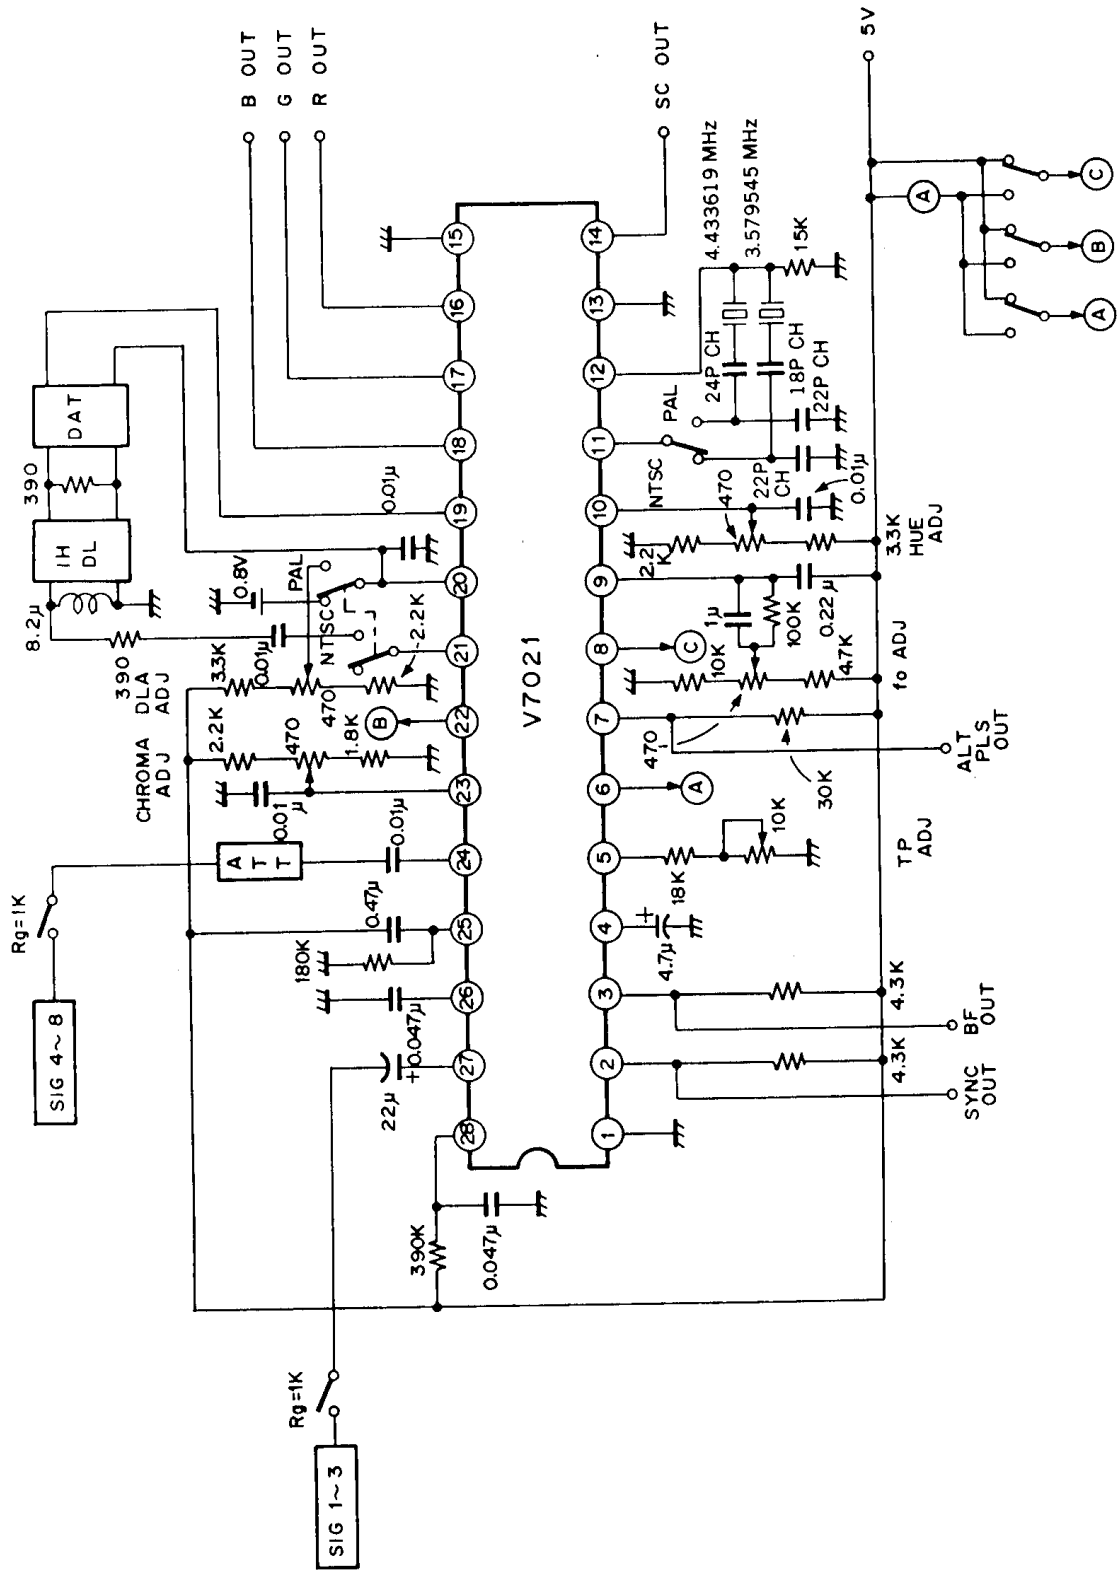 B OUT
G OUT
R OUT
SC OUT
5V
DAT
390
1H
DL
8.2μ
0.01μ
0.8V
PAL
NTSC
2.2K
390
DLA
ADJ
3.3K
0.01μ
470
CHROMA
ADJ
2.2K
470
1.8K
B
0.01
μ
A
T
T
0.01μ
Rg=1K
SIG 4~8
0.47μ
180K
+0.047μ
22μ
Rg=1K
SIG 1~3
390K
0.047μ
28
27
26
25
24
23
22
21
20
19
18
17
16
15
V7021
1
2
3
4
5
6
7
8
9
10
11
12
13
14
4.433619 MHz
3.579545 MHz
15K
24P CH
18P CH
22P CH
PAL
NTSC
22P
CH
0.01μ
470
2.2
K
3.3K
HUE
ADJ
1μ
100K
0.22μ
C
10K
4.7K
fo ADJ
470
30K
ALT
PLS
OUT
A
10K
18K
TP
ADJ
4.7μ
+
4.3K
BF
OUT
4.3K
SYNC
OUT
A
C
B
A